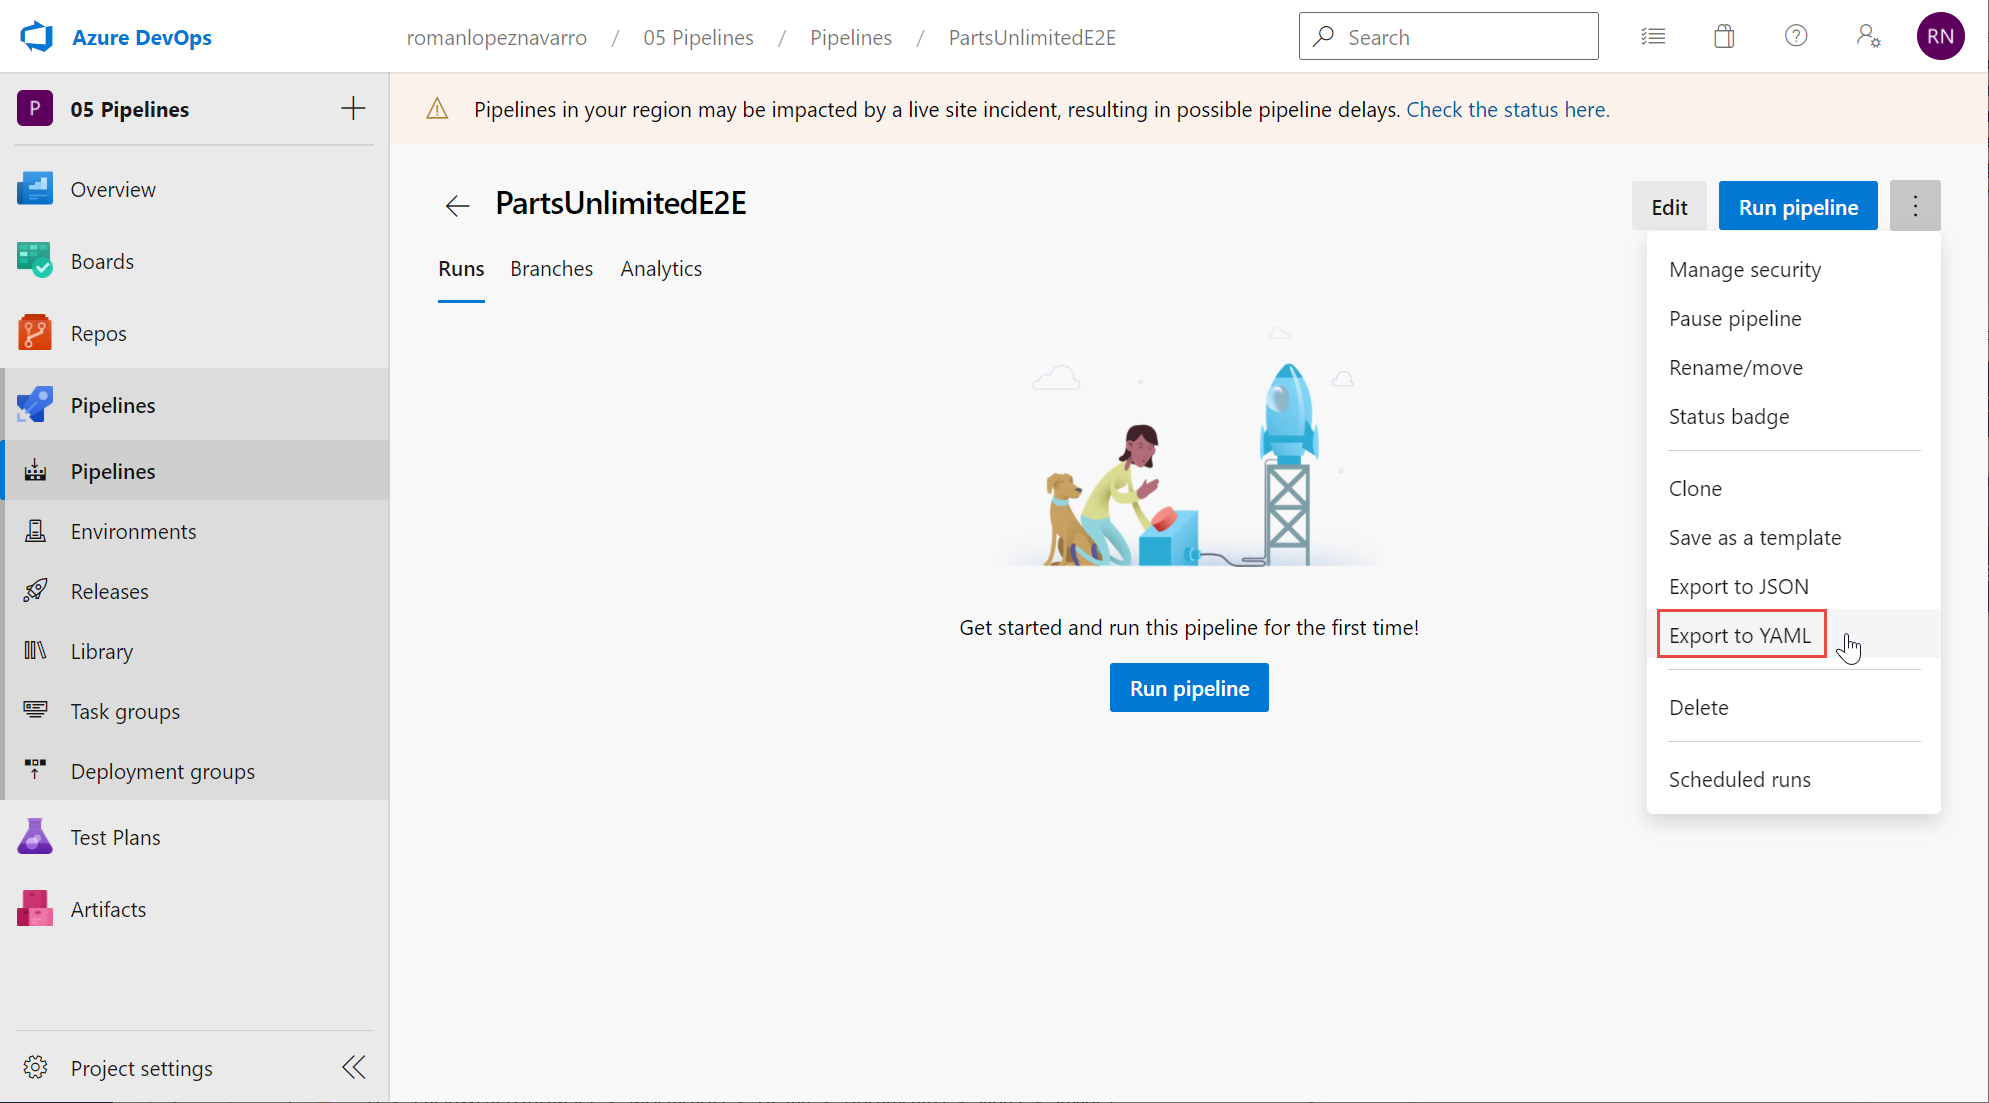 Azure DevOps
romanlopeznavarro / 05 Pipelines / Pipelines / PartsUnlimitedE2E
Search
RN
P
05 Pipelines
Pipelines in your region may be impacted by a live site incident, resulting in possible pipeline delays. Check the status here.
Overview
Boards
Repos
Pipelines
Pipelines
Environments
Releases
Library
Task groups
Deployment groups
Test Plans
Artifacts
Project settings
PartsUnlimitedE2E
Edit
Run pipeline
Runs
Branches
Analytics
Get started and run this pipeline for the first time!
Run pipeline
Manage security
Pause pipeline
Rename/move
Status badge
Clone
Save as a template
Export to JSON
Export to YAML
Delete
Scheduled runs